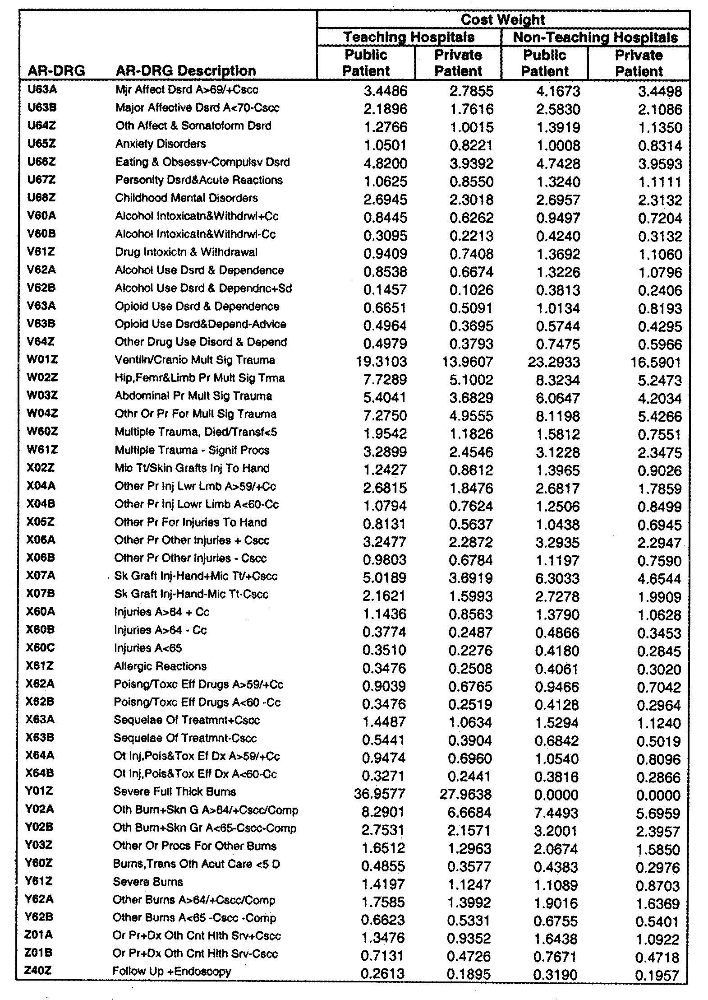 Cost Weight
Teaching Hospitals Non-Teaching Hospitals
Public Private Public Private
AR-DRG AR-DRG Description Patient Patient Patient Patient
U63A Mjr Affect Dsrd A>69/+Cscc 3.4486 2.7855 4.1673 3.4498
U63B Major Affective Dsrd A<70-Cscc 2.1896 1.7616 2.5830 2.1086
U64Z Oth Affect & Somatoform Dsrd 1.2766 1.0015 1.3919 1.1350
U65Z Anxiety Disorders 1.0501 0.8221 1.0008 0.8314
U66Z Eating & Obsessv-Compulsv Dsrd 4.8200 3.9392 4.7428 3.9593
U67Z Personlty Dsrd&Acute Reactions 1.0625 0.8550 1.3240 1.1111
U68Z Childhood Mental Disorders 2.6945 2.3018 2.6957 2.3132
V60A Alcohol Intoxicatn&Withdrwl+Cc 0.8445 0.6262 0.9497 0.7204
V60B Alcohol Intoxicatn&Withdrwl-Cc 0.3095 0.2213 0.4240 0.3132
V61Z Drug Intoxictn & Withdrawal 0.9409 0.7408 1.3692 1.1060
V62A Alcohol Use Dsrd & Dependence 0.8538 0.6674 1.3226 1.0796
V62B Alcohol Use Dsrd & Dependnc+Sd 0.1457 0.1026 0.3813 0.2406
V63A Opioid Use Dsrd & Dependence 0.6651 0.5091 1.0134 0.8193
V63B Opioid Use Dsrd&Depend-Advice 0.4964 0.3695 0.5744 0.4295
V64Z Other Drug Use Disord & Depend 0.4979 0.3793 0.7475 0.5966
W01Z Ventiln/Cranio Mult Sig Trauma 19.3103 13.9607 23.2933 16.5901
W02Z Hip,Femr&Limb Pr Mult Sig Trma 7.7289 5.1002 8.3234 5.2473
W03Z Abdominal Pr Mult Sig Trauma 5.4041 3.6829 6.0647 4.2034
W04Z Othr Or Pr For Mult Sig Trauma 7.2750 4.9555 8.1198 5.4266
W60Z Multiple Trauma, Died/Transf<5 1.9542 1.1826 1.5812 0.7551
W61Z Multiple Trauma - Signif Procs 3.2899 2.4546 3.1228 2.3475
X02Z Mic Tt/Skin Grafts Inj To Hand 1.2427 0.8612 1.3965 0.9026
X04A Other Pr Inj Lwr Lmb A>59/+Cc 2.6815 1.8476 2.6817 1.7859
X04B Other Pr Inj Lowr Limb A<60-Cc 1.0794 0.7624 1.2506 0.8499
X05Z Other Pr For Injuries To Hand 0.8131 0.5637 1.0438 0.6945
X06A Other Pr Other Injuries + Cscc 3.2477 2.2872 3.2935 2.2947
X06B Other Pr Other Injuries - Cscc 0.9803 0.6784 1.1197 0.7590
X07A Sk Graft Inj-Hand+Mic Tt/+Cscc 5.0189 3.6919 6.3033 4.6544
X07B Sk Graft Inj-Hand-Mic Tt-Cscc 2.1621 1.5993 2.7278 1.9909
X60A Injuries A>64 + Cc 1.1436 0.8563 1.3790 1.0628
X60B Injuries A>64 - Cc 0.3774 0.2487 0.4866 0.3453
X60C Injuries A<65 0.3510 0.2276 0.4180 0.2845
X61Z Allergic Reactions 0.3476 0.2508 0.4061 0.3020
X62A Poisng/Toxc Eff Drugs A>59/+Cc 0.9039 0.6765 0.9466 0.7042
X62B Poisng/Toxc Eff Drugs A<60 -Cc 0.3476 0.2519 0.4128 0.2964
X63A Sequelae Of Treatmnt+Cscc 1.4487 1.0634 1.5294 1.1240
X63B Sequelae Of Treatmnt-Cscc 0.5441 0.3904 0.6842 0.5019
X64A Ot Inj,Pois&Tox Ef Dx A>59/+Cc 0.9474 0.6960 1.0540 0.8096
X64B Ot Inj,Pois&Tox Eff Dx A<60-Cc 0.3271 0.2441 0.3816 0.2866
Y01Z Severe Full Thick Burns 36.9577 27.9638 0.0000 0.0000
Y02A Oth Burn+Skn G A>64/+Cscc/Comp 8.2901 6.6684 7.4493 5.6959
Y02B Oth Burn+Skn Gr A<65-Cscc-Comp 2.7531 2.1571 3.2001 2.3957
Y03Z Other Or Procs For Other Burns 1.6512 1.2963 2.0674 1.5850
Y60Z Burns,Trans Oth Acut Care <5 D 0.4855 0.3577 0.4383 0.2976
Y61Z Severe Burns 1.4197 1.1247 1.1089 0.8703
Y62A Other Burns A>64/+Cscc/Comp 1.7585 1.3992 1.9016 1.6369
Y62B Other Burns A<65 -Cscc -Comp 0.6623 0.5331 0.6755 0.5401
Z01A Or Pr+Dx Oth Cnt Hlth Srv+Cscc 1.3476 0.9352 1.6438 1.0922
Z01B Or Pr+Dx Oth Cnt Hlth Srv-Cscc 0.7131 0.4726 0.7671 0.4718
Z40Z Follow Up +Endoscopy 0.2613 0.1895 0.3190 0.1957